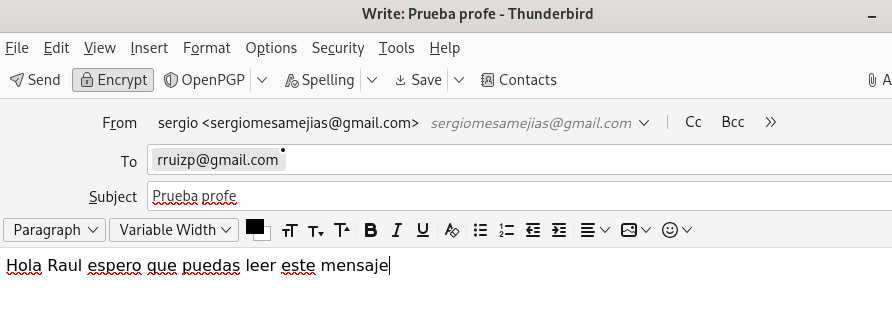 Write: Prueba profe - Thunderbird
File Edit View Insert Format Options Security Tools Help
Send Encrypt OpenPGP Spelling Save Contacts A
From sergio <sergiomesamejias@gmail.com> sergiomesamejias@gmail.com Cc Bcc
To rruizp@gmail.com
Subject Prueba profe
Paragraph Variable Width
Hola Raul espero que puedas leer este mensaje